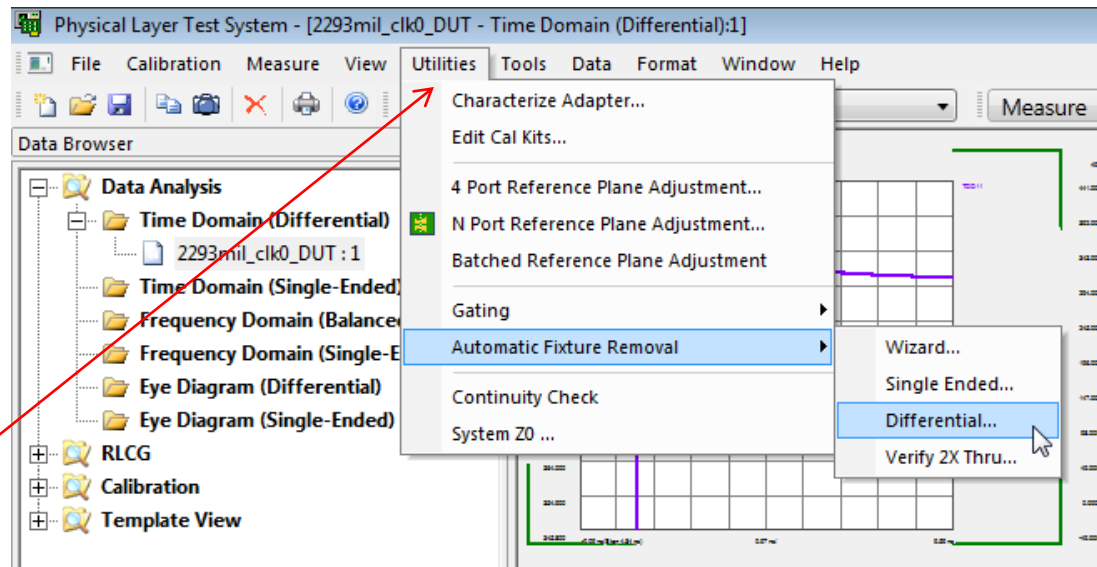 Physical Layer Test System - [2293mil_clk0_DUT - Time Domain (Differential):1]
File Calibration Measure View Utilities Tools Data Format Window Help
Measure
Data Browser
Data Analysis
Time Domain (Differential)
2293mil_clk0_DUT : 1
Time Domain (Single-Ended)
Frequency Domain (Balance
Frequency Domain (Single-E
Eye Diagram (Differential)
Eye Diagram (Single-Ended)
RLCG
Calibration
Template View
Characterize Adapter...
Edit Cal Kits...
4 Port Reference Plane Adjustment...
N Port Reference Plane Adjustment...
Batched Reference Plane Adjustment
Gating
Automatic Fixture Removal
Continuity Check
System Z0 ...
Wizard...
Single Ended...
Differential...
Verify 2X Thru...